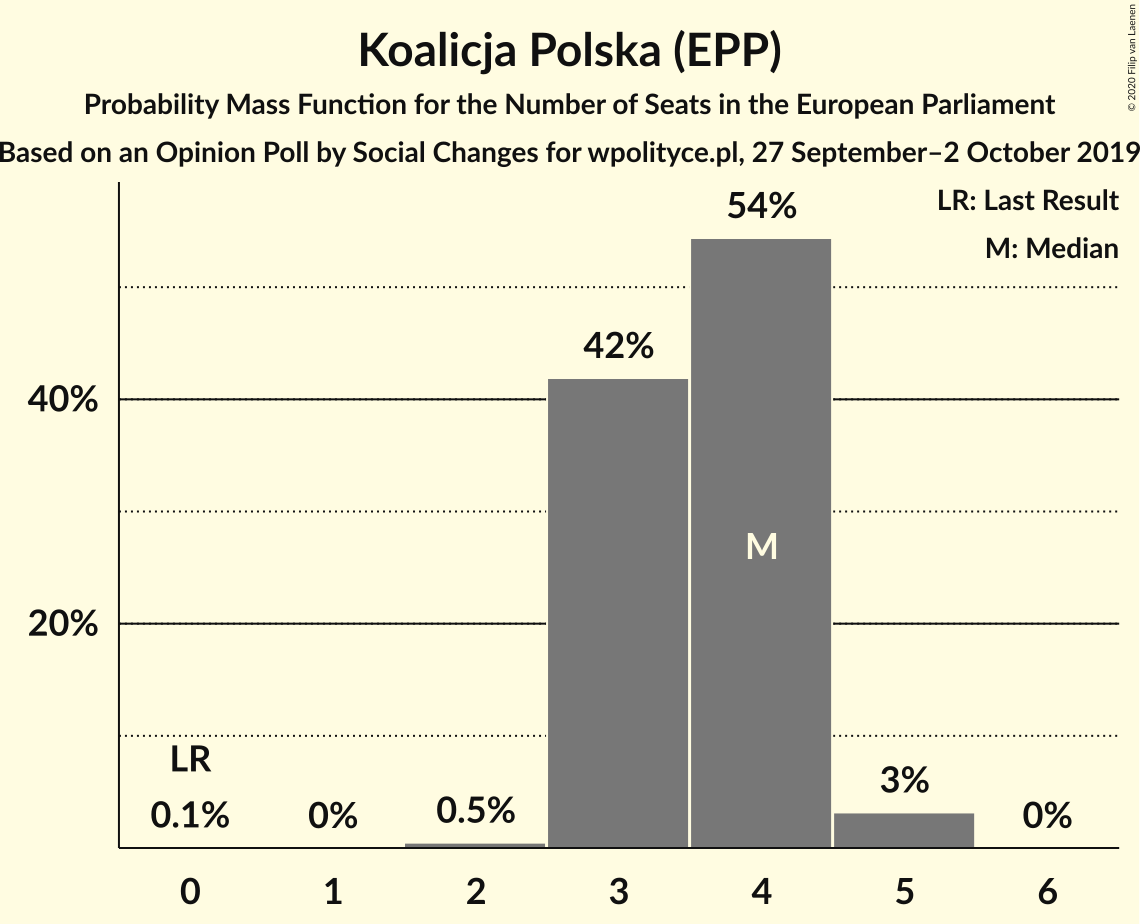 Koalicja Polska (EPP)
Probability Mass Function for the Number of Seats in the European Parliament
Based on an Opinion Poll by Social Changes for wpolityce.pl, 27 September–2 October 2019
© 2020 Filip van Laenen
LR: Last Result
M: Median
54%
42%
40%
M
20%
LR
0.1%
0%
0.5%
3%
0%
0
1
2
3
4
5
6